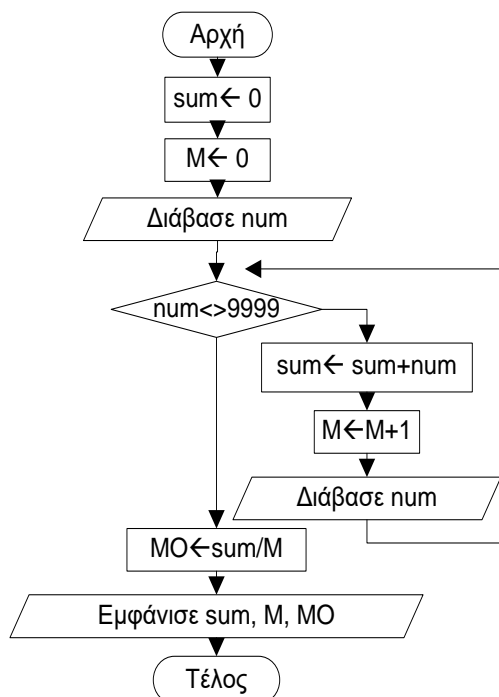 Αρχή
sum← 0
M← 0
Διάβασε num
num<>9999
sum← sum+num
M←M+1
Διάβασε num
MO←sum/M
Εμφάνισε sum, M, MO
Τέλος